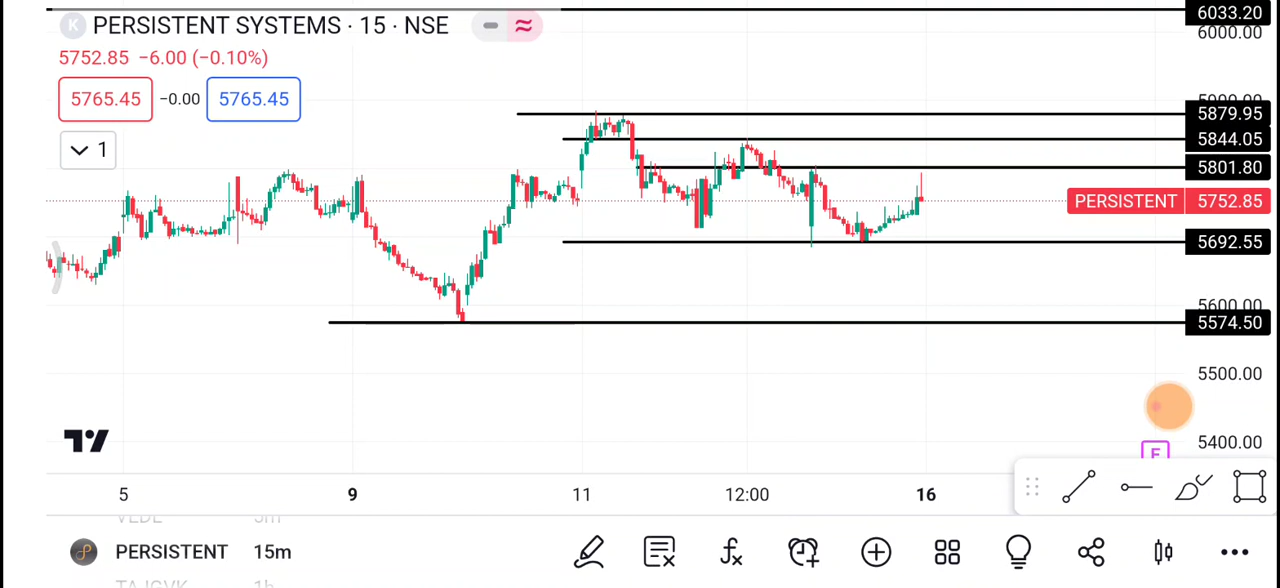 6033.20
K PERSISTENT SYSTEMS · 15 · NSE
6000.00
5752.85 −6.00 (−0.10%)
5765.45 −0.00 5765.45
5879.95
5844.05
1
5801.80
PERSISTENT 5752.85
5692.55
5600.00
5574.50
5500.00
5400.00
E
5 9 11 12:00 16
PERSISTENT 15m